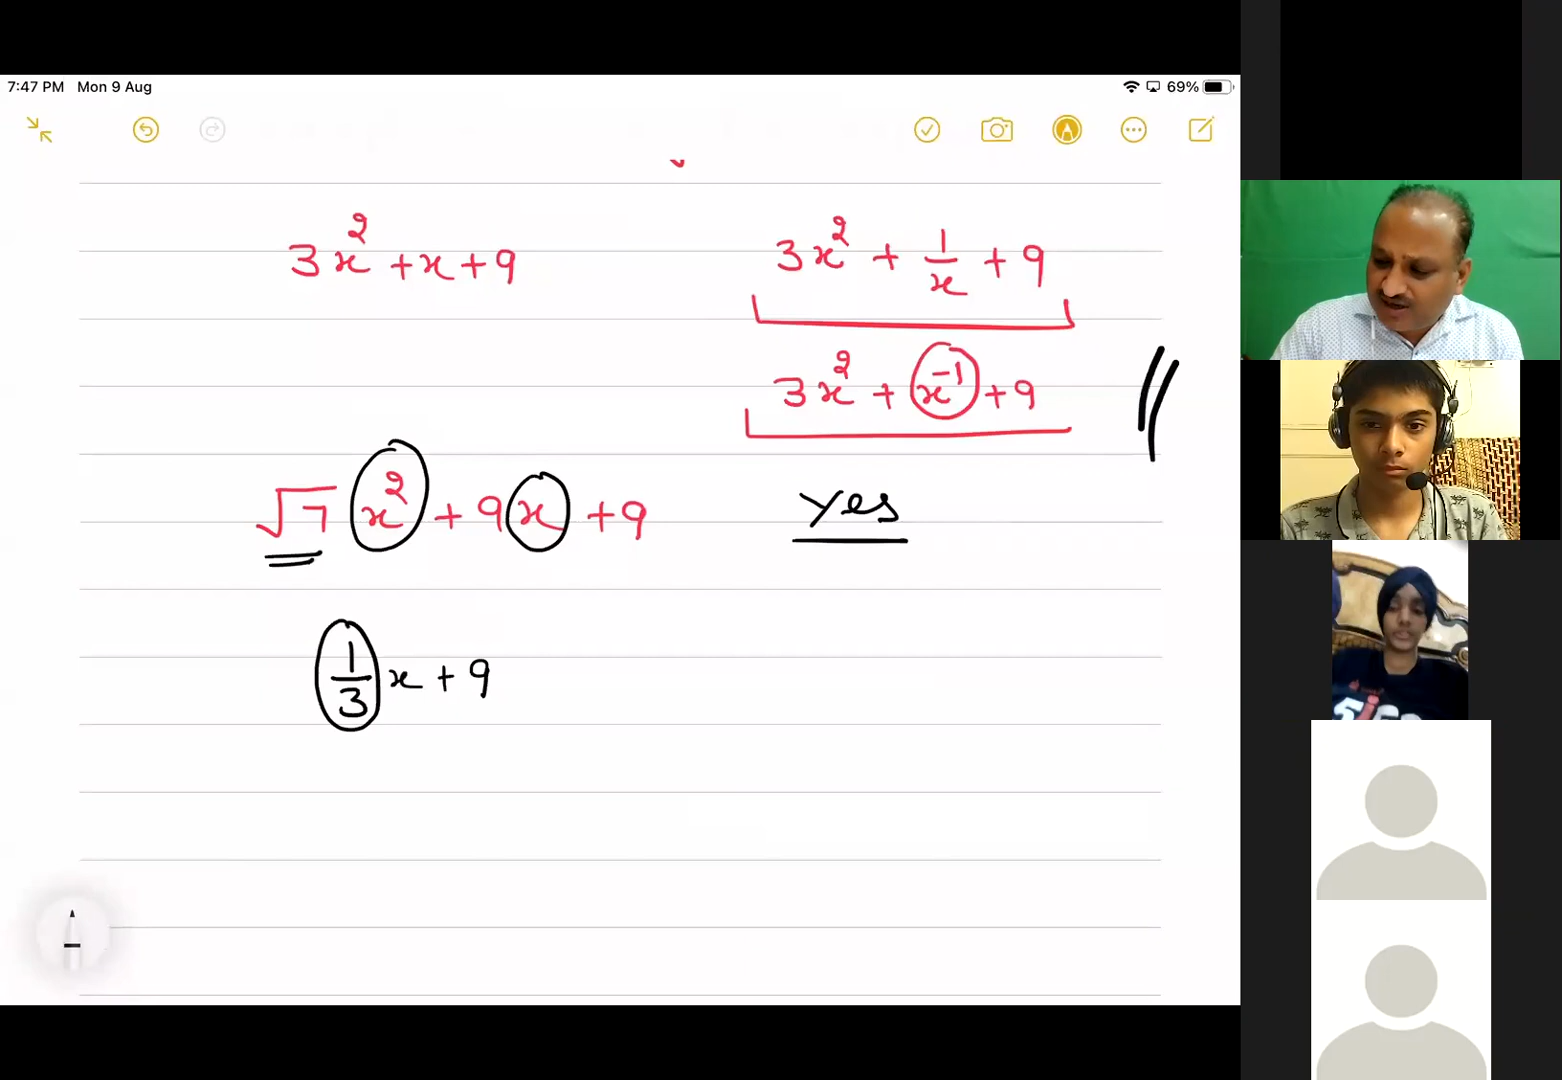 7:47 PM Mon 9 Aug 69%
3x² + x + 9
3x² + 1/x + 9
3x² + x⁻¹ + 9
√7 x² + 9x + 9
yes
1/3 x + 9